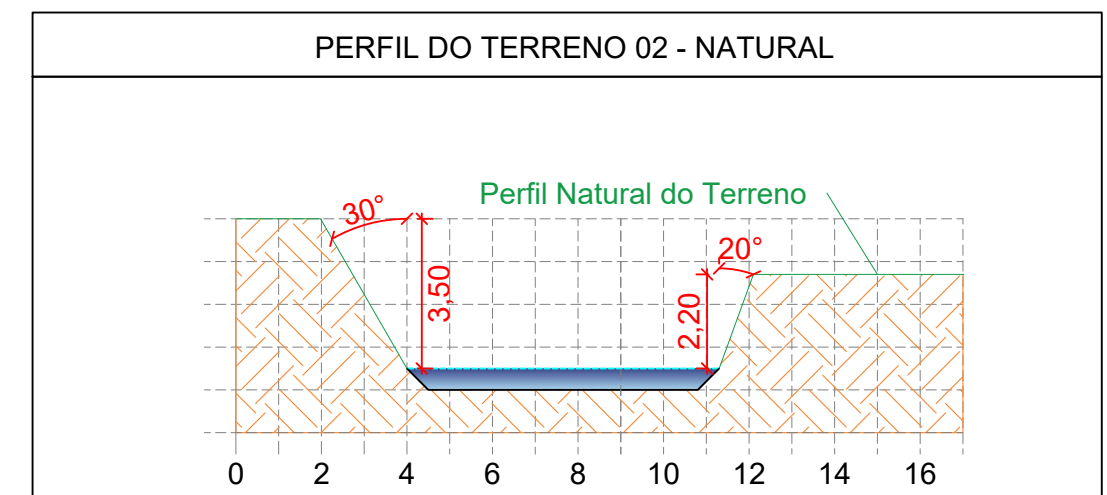 PERFIL DO TERRENO 02 - NATURAL
Perfil Natural do Terreno
30°
20°
3,50
2,20
0 2 4 6 8 10 12 14 16